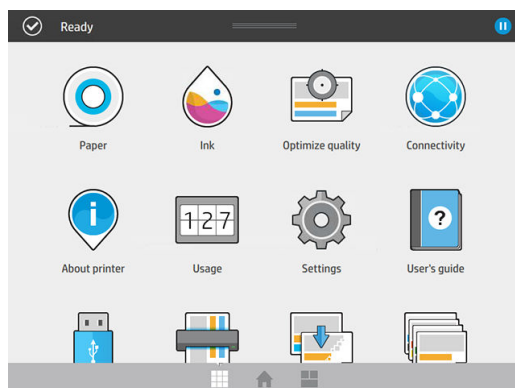 Ready
Paper
Ink
Optimize quality
Connectivity
i
127
?
About printer
Usage
Settings
User's guide